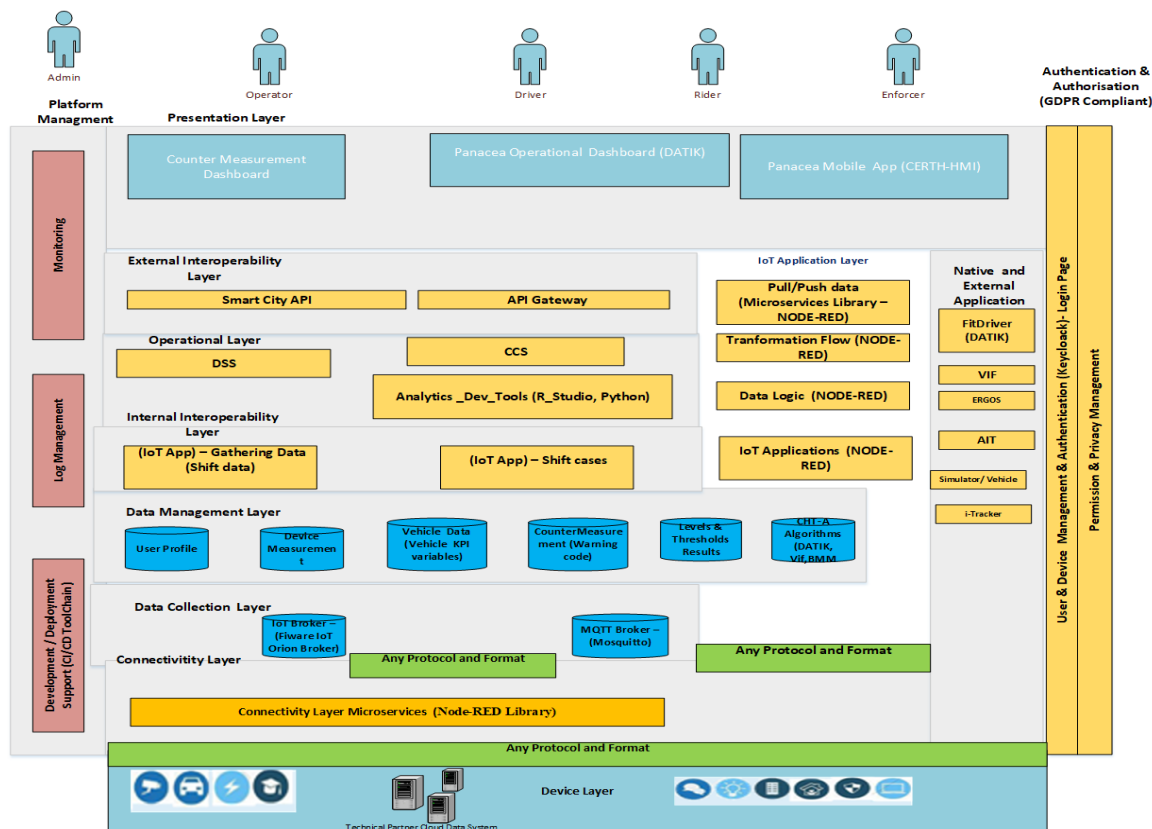 Admin
Operator
Driver
Rider
Enforcer
Authentication &
Authorisation
(GDPR Compliant)
Platform
Managment
Presentation Layer
Counter Measurement
Dashboard
Panacea Operational Dashboard (DATIK)
Panacea Mobile App (CERTH-HMI)
Monitoring
External Interoperability
Layer
Smart City API
API Gateway
IoT Application Layer
Pull/Push data
(Microservices Library –
NODE-RED)
Tranformation Flow (NODE-
RED)
Data Logic (NODE-RED)
IoT Applications (NODE-
RED)
Native and
External
Application
FitDriver
(DATIK)
VIF
ERGOS
AIT
Simulator/ Vehicle
i-Tracker
Operational Layer
DSS
CCS
Analytics _Dev_Tools (R_Studio, Python)
Log Management
Internal Interoperability
Layer
(IoT App) – Gathering Data
(Shift data)
(IoT App) – Shift cases
Data Management Layer
User Profile
Device
Measuremen
t
Vehicle Data
(Vehicle KPI
variables)
CounterMeasure
ment (Warning
code)
Levels &
Thresholds
Results
CHT-A
Algorithms
(DATIK,
Vif,BMM
Development / Deployment
Support (CI/CD ToolChain)
Data Collection Layer
IoT Broker –
(Fiware IoT
Orion Broker)
MQTT Broker –
(Mosquitto)
Connectivitity Layer
Any Protocol and Format
Any Protocol and Format
Connectivity Layer Microservices (Node-RED Library)
Any Protocol and Format
Device Layer
Technical Partner Cloud Data System
User & Device Management & Authentication (Keycloack)- Login Page
Permission & Privacy Management